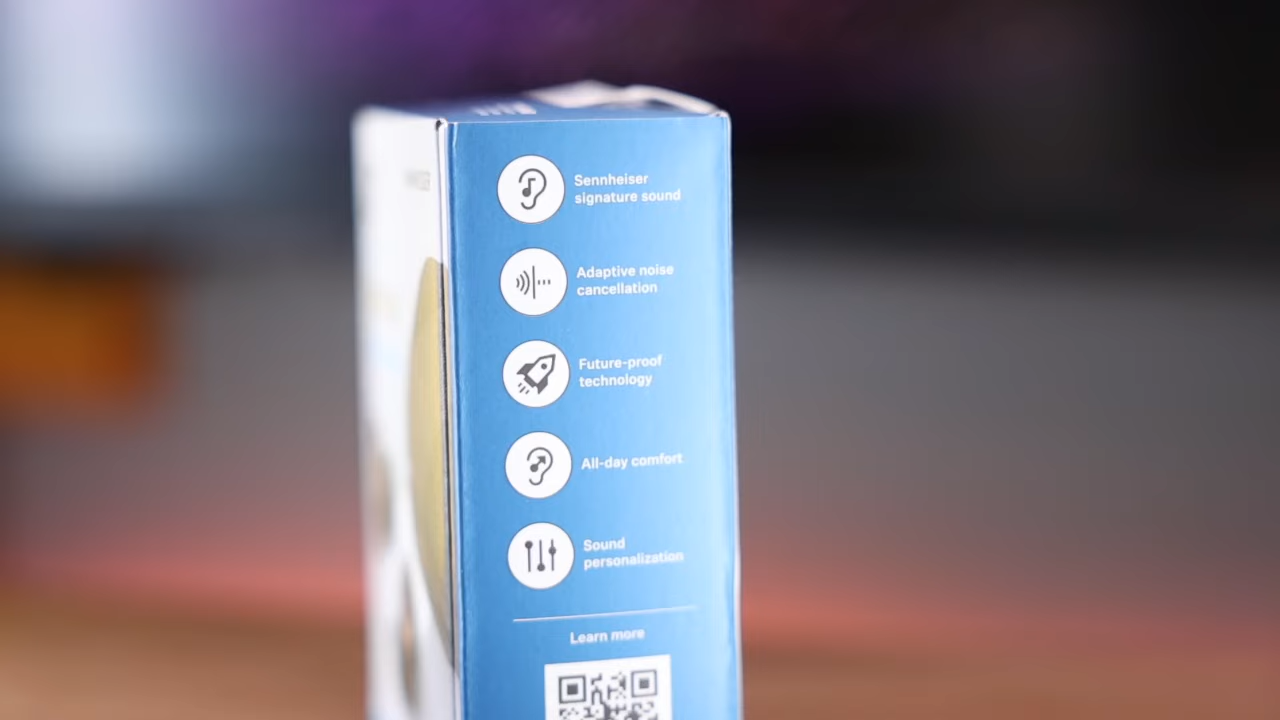 Sennheiser
signature sound
Adaptive noise
cancellation
Future-proof
technology
All-day comfort
Sound
personalization
Learn more